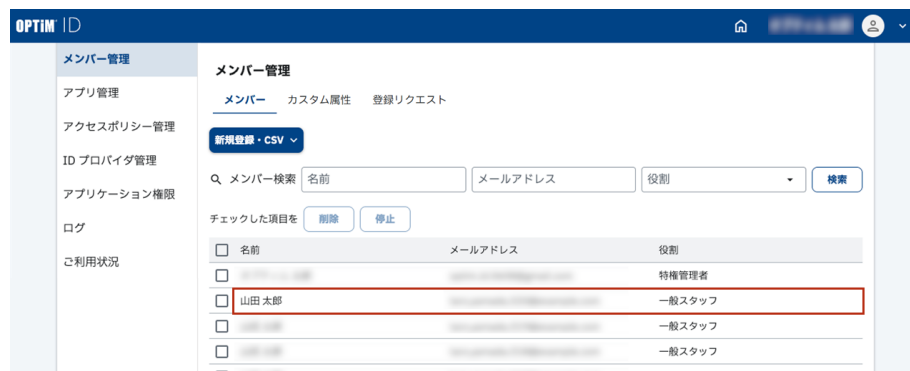 OPTiM ID
メンバー管理
アプリ管理
アクセスポリシー管理
ID プロバイダ管理
アプリケーション権限
ログ
ご利用状況
メンバー管理
メンバー カスタム属性 登録リクエスト
新規登録・CSV
メンバー検索 名前 メールアドレス 役割 検索
チェックした項目を 削除 停止
名前 メールアドレス 役割
特権管理者
山田 太郎 一般スタッフ
一般スタッフ
一般スタッフ